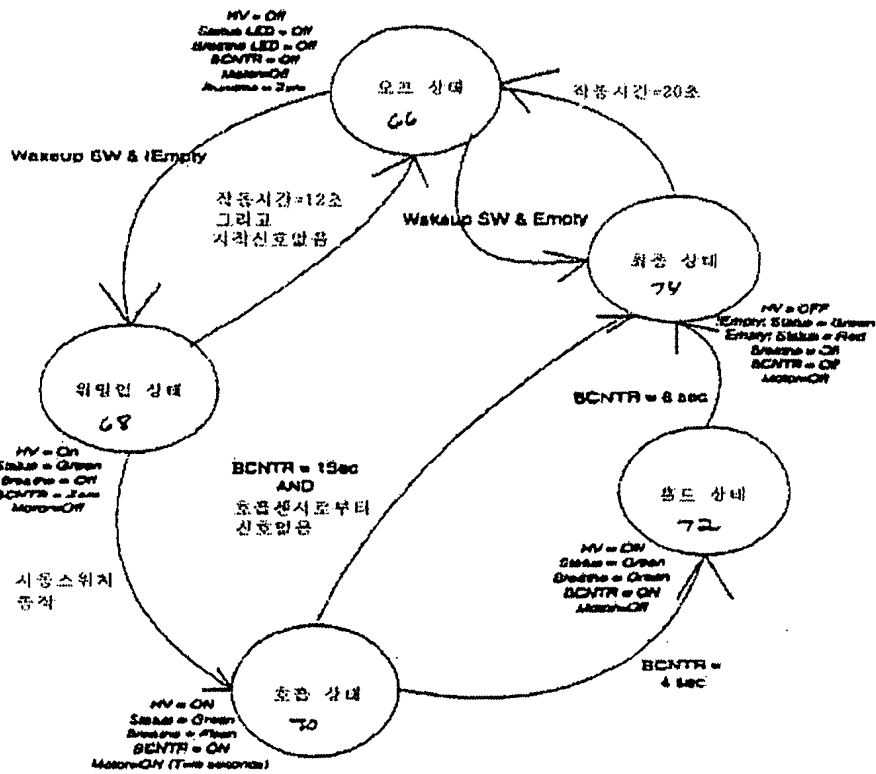 HV = Off
Status LED = Off
Breathe LED = Off
BCNTR = Off
Motor=Off
= Zero
오프 상태
66
작동시간=20초
Wakeup SW & !Empty
작동시간=12초
그리고
시작신호없음
Wakeup SW & Empty
최종 상태
74
HV = OFF
!Empty: Status = Green
Empty: Status = Red
Breathe = Off
BCNTR = Off
Motor=Off
워밍업 상태
68
HV = On
Status = Green
Breathe = Off
BCNTR = Zero
Motor=Off
BCNTR = 6 sec
BCNTR = 1Sec
AND
호흡센서로부터
신호없음
홀드 상태
72
HV = ON
Status = Green
Breathe = Green
BCNTR = ON
Motor=Off
시동스위치
동작
BCNTR =
4 sec
호흡 상태
70
HV = ON
Status = Green
Breathe =
BCNTR = ON
Motor=ON (Two seconds)